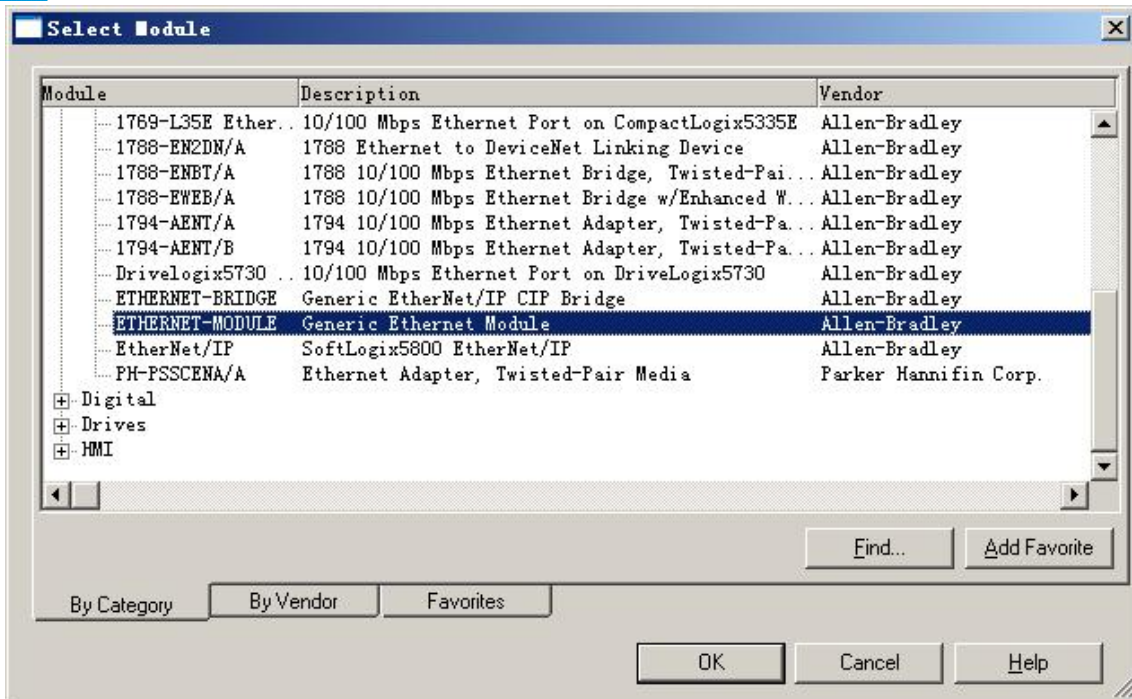 Select Module
Module Description Vendor
1769-L35E Ether.. 10/100 Mbps Ethernet Port on CompactLogix5335E Allen-Bradley
1788-EN2DN/A 1788 Ethernet to DeviceNet Linking Device Allen-Bradley
1788-ENBT/A 1788 10/100 Mbps Ethernet Bridge, Twisted-Pai... Allen-Bradley
1788-EWEB/A 1788 10/100 Mbps Ethernet Bridge w/Enhanced W... Allen-Bradley
1794-AENT/A 1794 10/100 Mbps Ethernet Adapter, Twisted-Pa... Allen-Bradley
1794-AENT/B 1794 10/100 Mbps Ethernet Adapter, Twisted-Pa... Allen-Bradley
Drivelogix5730 .. 10/100 Mbps Ethernet Port on DriveLogix5730 Allen-Bradley
ETHERNET-BRIDGE Generic EtherNet/IP CIP Bridge Allen-Bradley
ETHERNET-MODULE Generic Ethernet Module Allen-Bradley
EtherNet/IP SoftLogix5800 EtherNet/IP Allen-Bradley
PH-PSSCENA/A Ethernet Adapter, Twisted-Pair Media Parker Hannifin Corp.
Digital
Drives
HMI
Find... Add Favorite
By Category By Vendor Favorites
OK Cancel Help